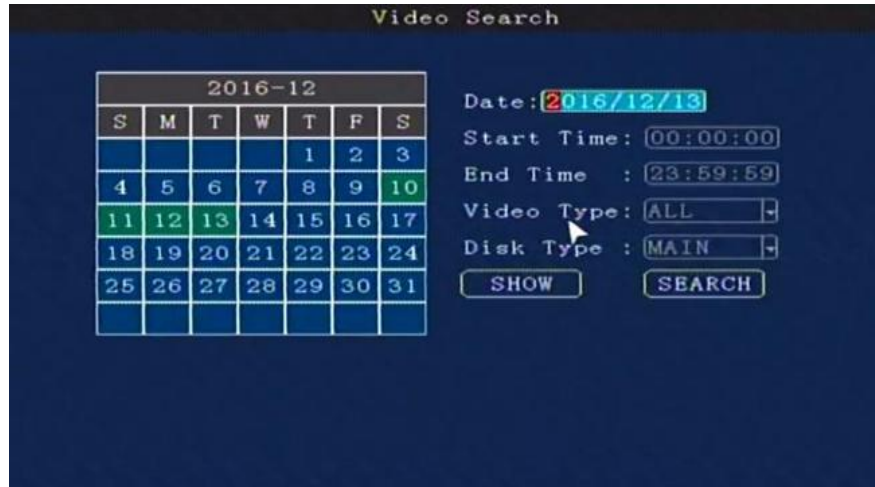 Video Search
2016-12
S M T W T F S
1 2 3
4 5 6 7 8 9 10
11 12 13 14 15 16 17
18 19 20 21 22 23 24
25 26 27 28 29 30 31
Date:2016/12/13
Start Time: 00:00:00
End Time : 23:59:59
Video Type: ALL
Disk Type : MAIN
SHOW SEARCH